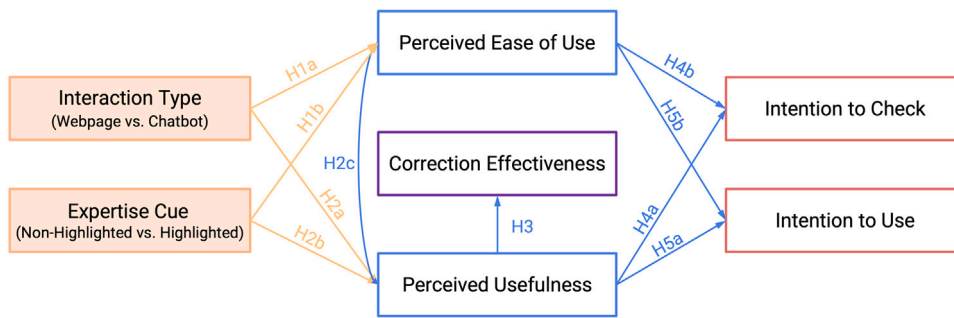 Perceived Ease of Use
H1a
H4b
Interaction Type
(Webpage vs. Chatbot)
H1b
H5b
Intention to Check
H2c
Correction Effectiveness
Expertise Cue
(Non-Highlighted vs. Highlighted)
H2a
H3
H4a
Intention to Use
H2b
H5a
Perceived Usefulness